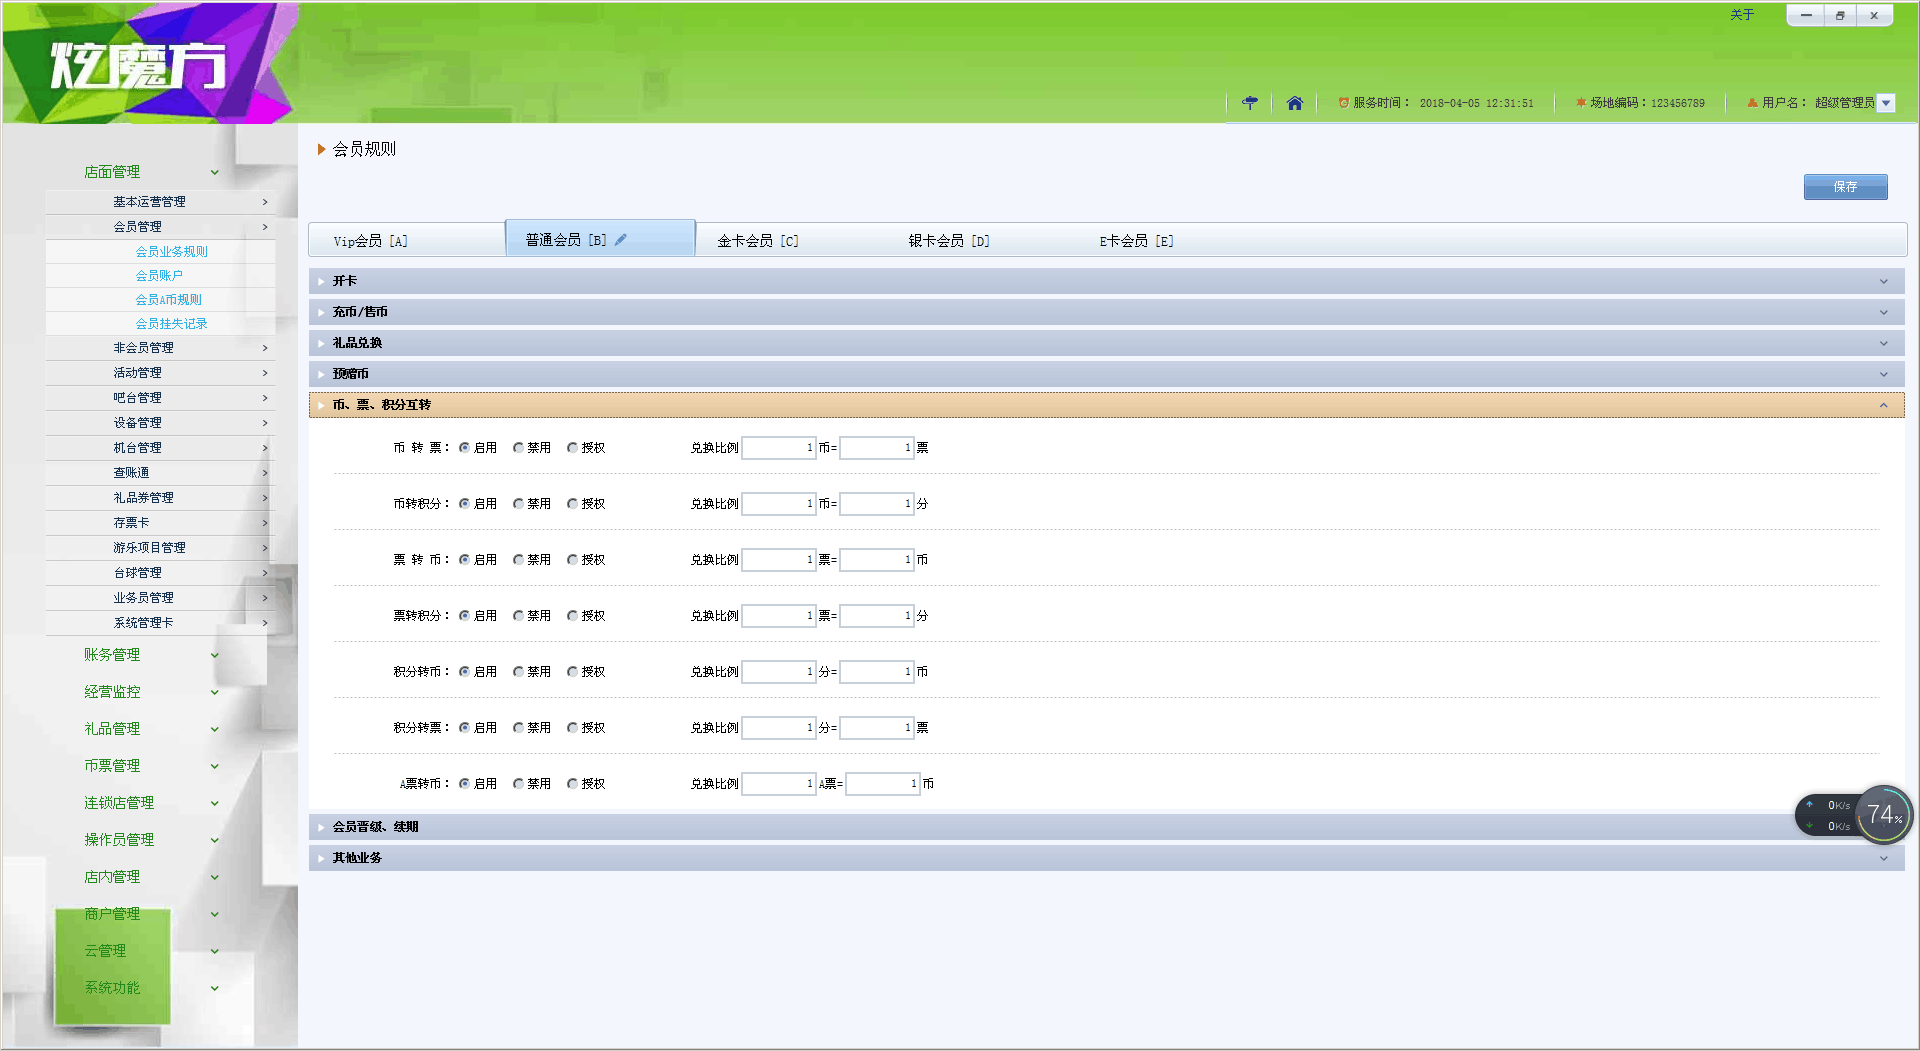 关于
炫魔方
服务时间： 2018-04-05 12:31:51
场地编码：123456789
用户名： 超级管理员
店面管理
基本运营管理
会员管理
会员业务规则
会员账户
会员A币规则
会员挂失记录
非会员管理
活动管理
吧台管理
设备管理
机台管理
查账通
礼品券管理
存票卡
游乐项目管理
台球管理
业务员管理
系统管理卡
账务管理
经营监控
礼品管理
币票管理
连锁店管理
操作员管理
店内管理
商户管理
云管理
系统功能
会员规则
保存
Vip会员 [A] 普通会员 [B] 金卡会员 [C] 银卡会员 [D] E卡会员 [E]
开卡
充币/售币
礼品兑换
预赠币
币、票、积分互转
币 转 票： 启用 禁用 授权 兑换比例 1 币= 1 票
币转积分： 启用 禁用 授权 兑换比例 1 币= 1 分
票 转 币： 启用 禁用 授权 兑换比例 1 票= 1 币
票转积分： 启用 禁用 授权 兑换比例 1 票= 1 分
积分转币： 启用 禁用 授权 兑换比例 1 分= 1 币
积分转票： 启用 禁用 授权 兑换比例 1 分= 1 票
A票转币： 启用 禁用 授权 兑换比例 1 A票= 1 币
会员晋级、续期
其他业务
0K/s
0K/s
74%